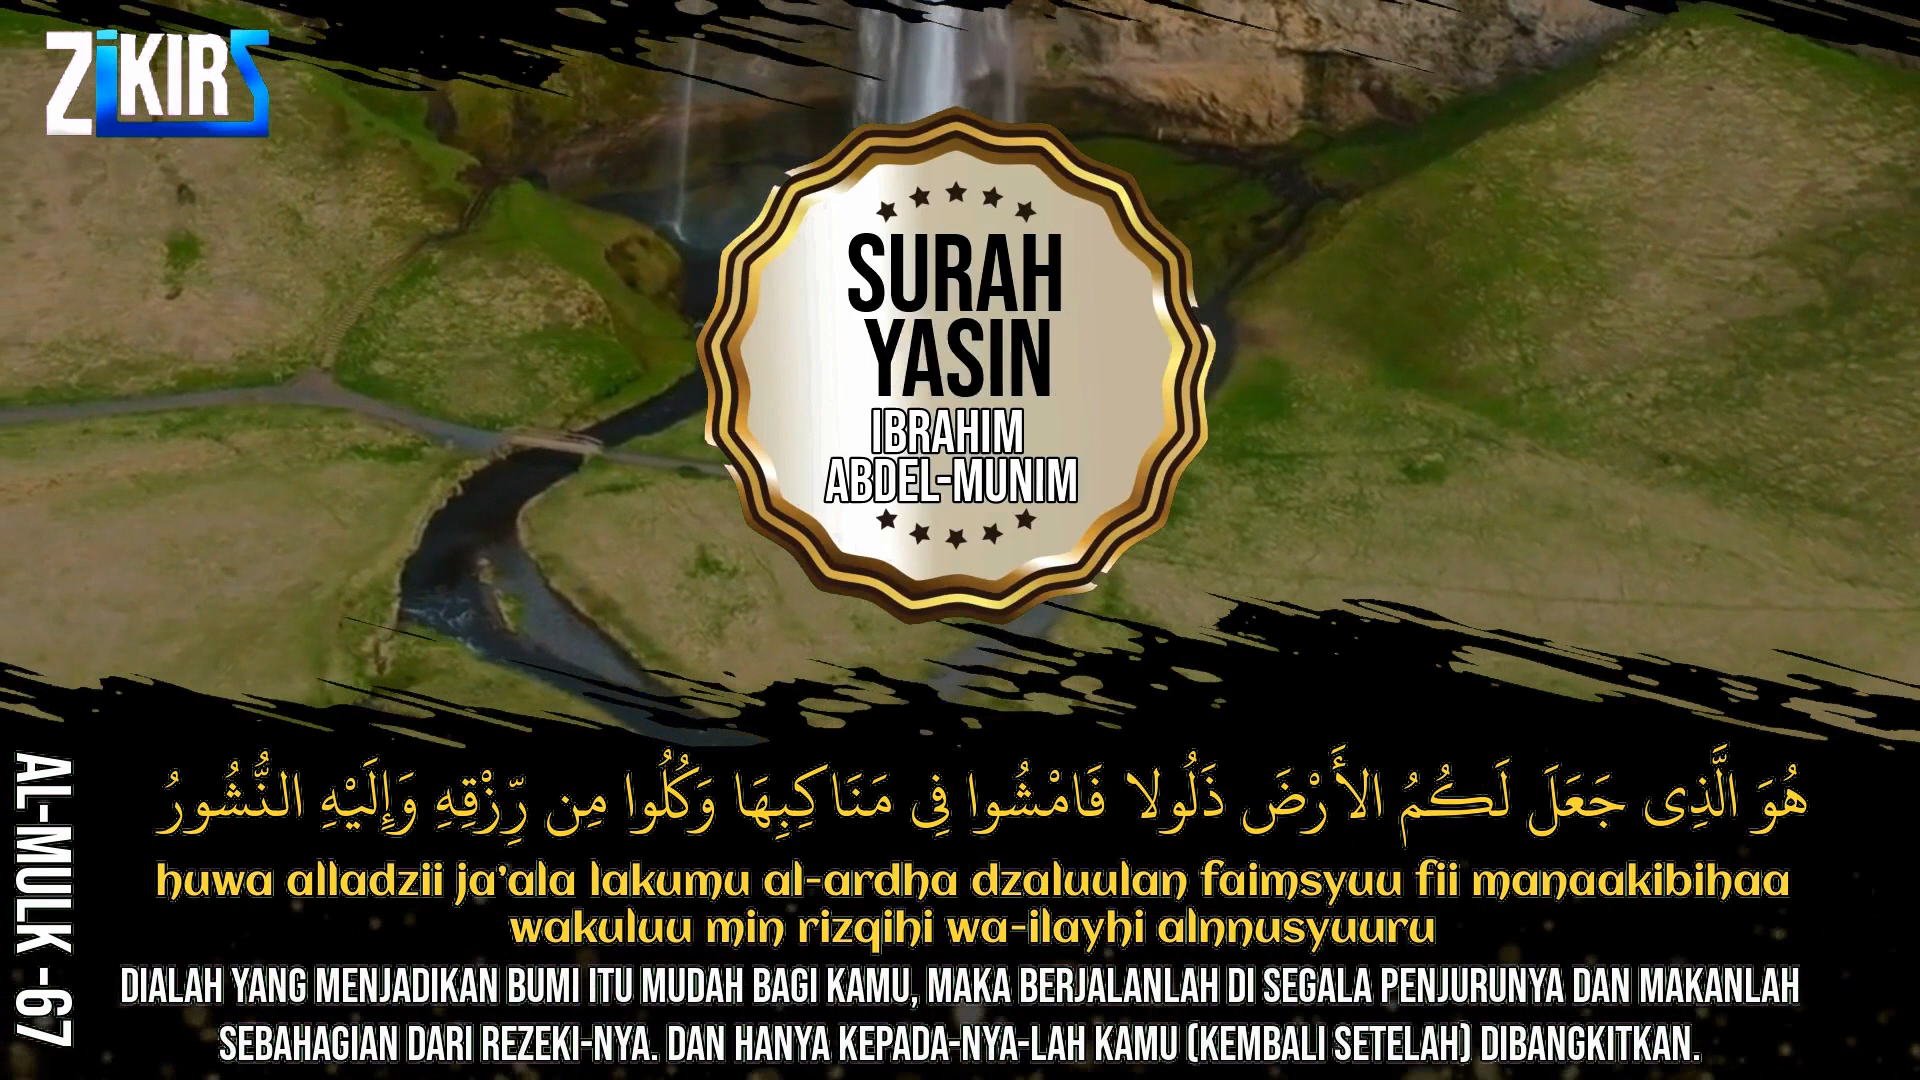 ZIKIRS
SURAH
YASIN
IBRAHIM
ABDEL-MUNIM
هُوَ الَّذِى جَعَلَ لَكُمُ الأَرْضَ ذَلُولا فَامْشُوا فِى مَنَاكِبِهَا وَكُلُوا مِن رِّزْقِهِ وَإِلَيْهِ النُّشُورُ
huwa alladzii ja'ala lakumu al-ardha dzaluulan faimsyuu fii manaakibihaa
wakuluu min rizqihi wa-ilayhi alnnusyuuru
DIALAH YANG MENJADIKAN BUMI ITU MUDAH BAGI KAMU, MAKA BERJALANLAH DI SEGALA PENJURUNYA DAN MAKANLAH
SEBAHAGIAN DARI REZEKI-NYA. DAN HANYA KEPADA-NYA-LAH KAMU (KEMBALI SETELAH) DIBANGKITKAN.
AL-MULK -67